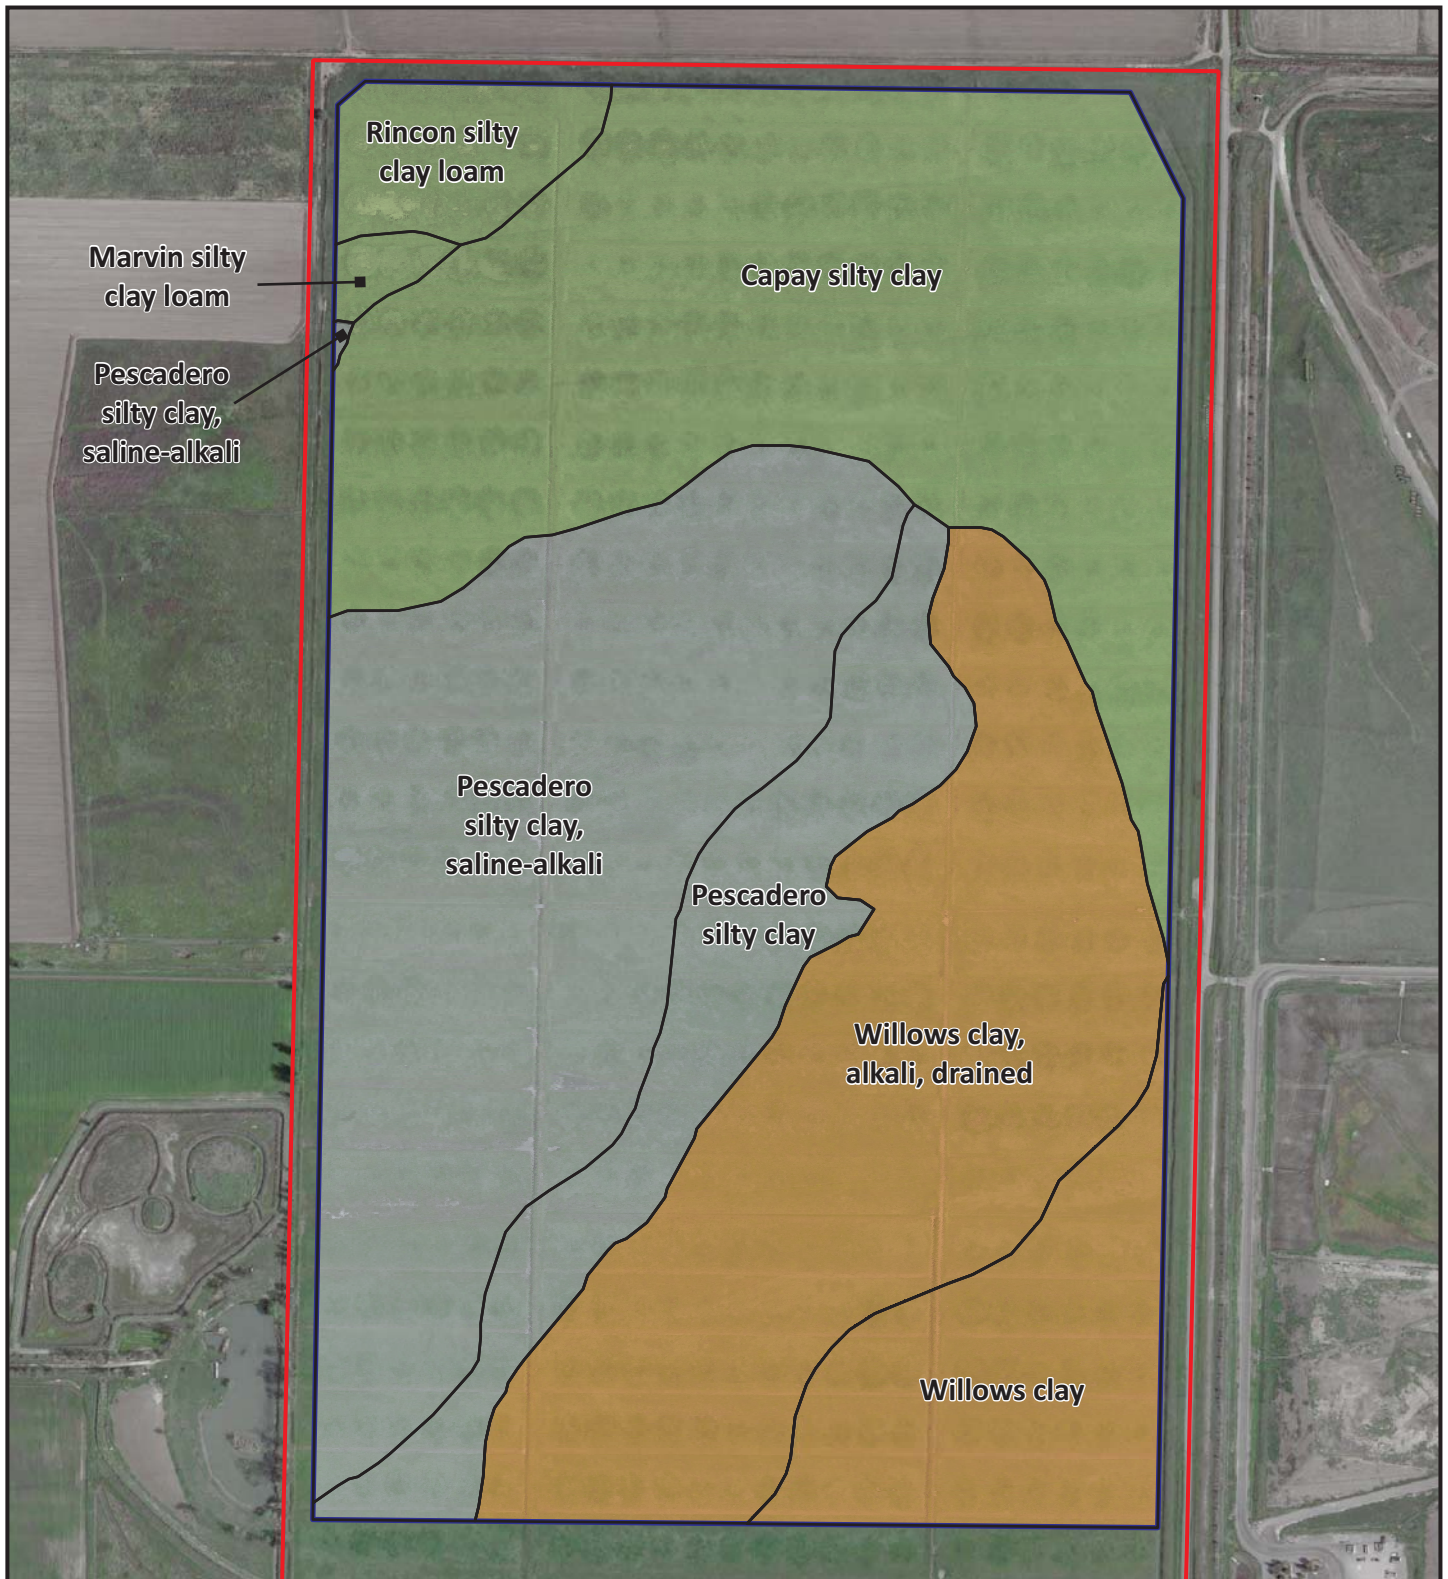 Rincon silty
clay loam
Marvin silty
clay loam
Capay silty clay
Pescadero
silty clay,
saline-alkali
Pescadero
silty clay,
saline-alkali
Pescadero
silty clay
Willows clay,
alkali, drained
Willows clay